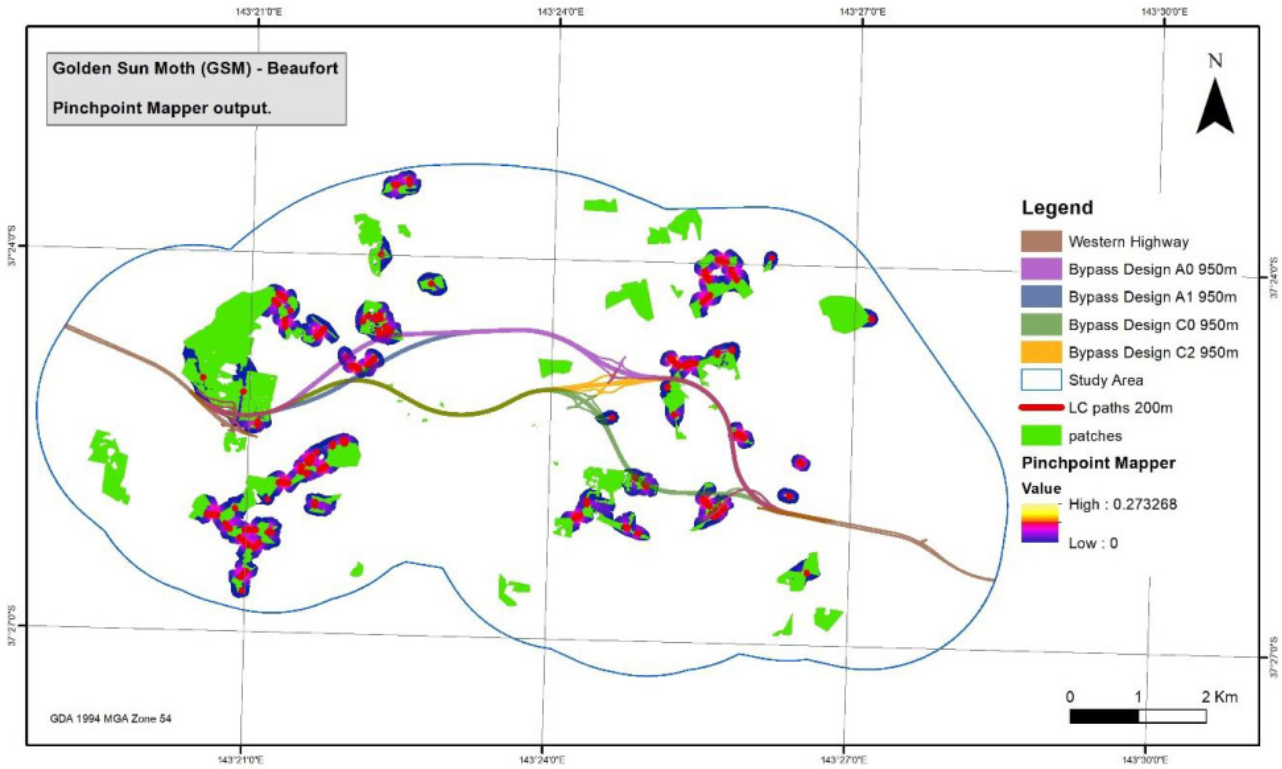 143°21'0"E
143°24'0"E
143°27'0"E
143°30'0"E
Golden Sun Moth (GSM) - Beaufort
Pinchpoint Mapper output.
N
37°24'0"S
37°24'0"S
Legend
Western Highway
Bypass Design A0 950m
Bypass Design A1 950m
Bypass Design C0 950m
Bypass Design C2 950m
Study Area
LC paths 200m
patches
Pinchpoint Mapper
Value
High : 0.273268
Low : 0
37°27'0"S
37°27'0"S
0 1 2 Km
GDA 1994 MGA Zone 54
143°21'0"E
143°24'0"E
143°27'0"E
143°30'0"E